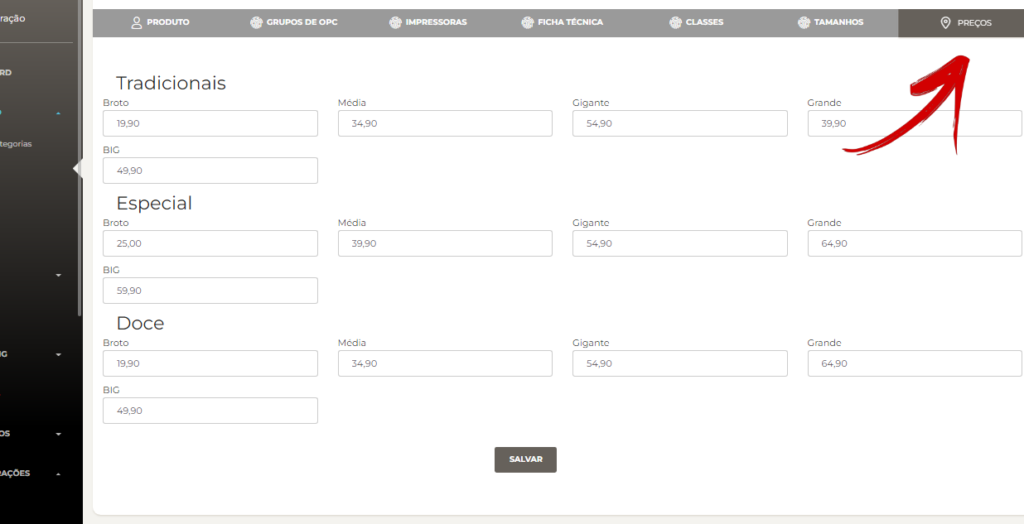 PRODUTO GRUPOS DE OPC IMPRESSORAS FICHA TÉCNICA CLASSES TAMANHOS PREÇOS
Tradicionais
Broto Média Gigante Grande
19,90 34,90 54,90 39,90
BIG
49,90
Especial
Broto Média Gigante Grande
25,00 39,90 54,90 64,90
BIG
59,90
Doce
Broto Média Gigante Grande
19,90 34,90 54,90 64,90
BIG
49,90
SALVAR
ração
RD
tegorias
G
OS
RAÇÕES